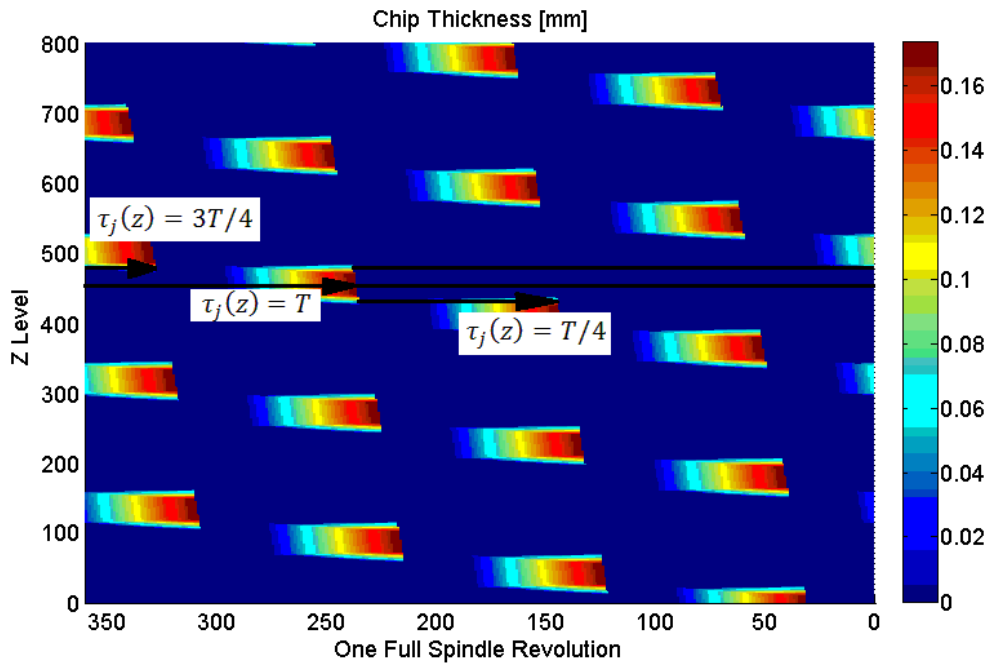 Chip Thickness [mm]
800
700
600
500
400
300
200
100
0
Z Level
τⱼ(z) = 3T/4
τⱼ(z) = T
τⱼ(z) = T/4
350 300 250 200 150 100 50 0
One Full Spindle Revolution
0.16
0.14
0.12
0.1
0.08
0.06
0.04
0.02
0